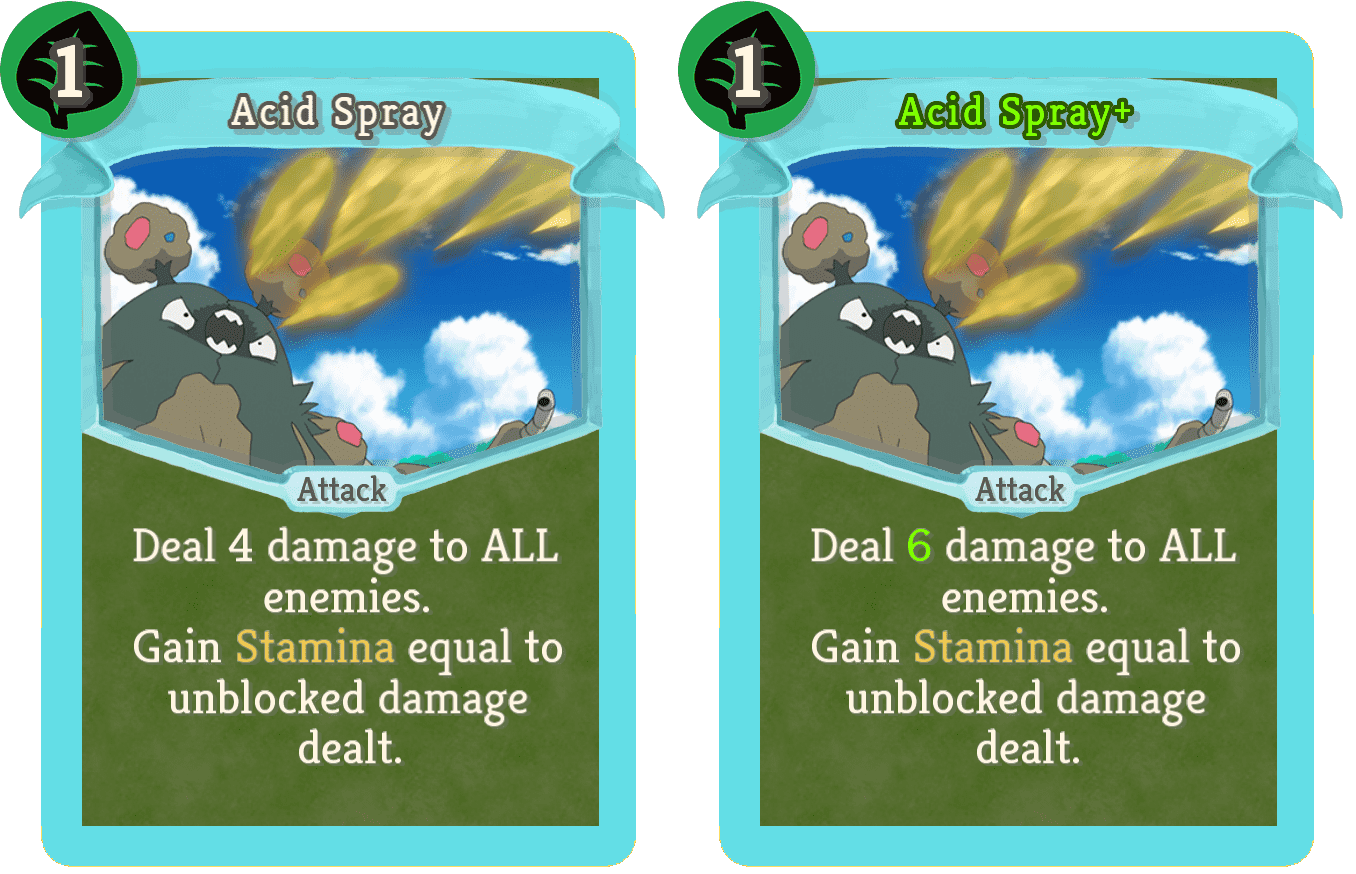 1
Acid Spray
Attack
Deal 4 damage to ALL
enemies.
Gain Stamina equal to
unblocked damage
dealt.
1
Acid Spray+
Attack
Deal 6 damage to ALL
enemies.
Gain Stamina equal to
unblocked damage
dealt.